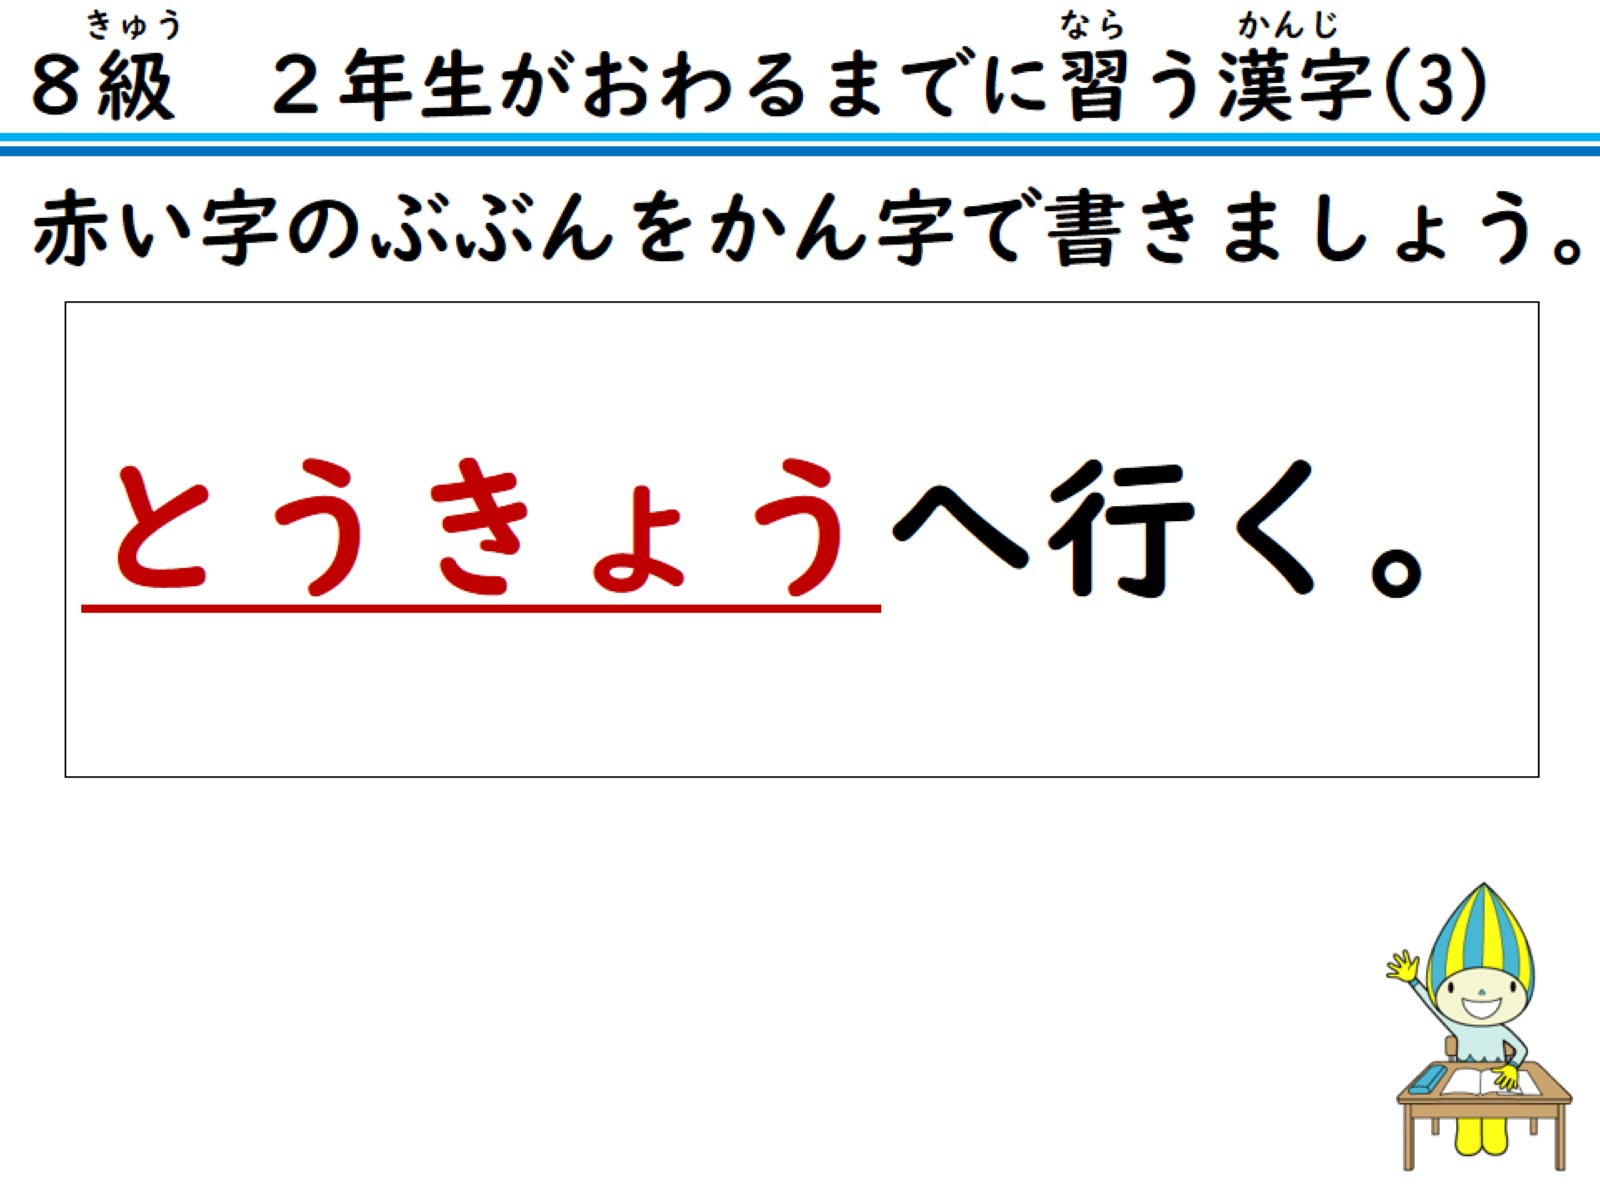 きゅう なら かんじ
８級 ２年生がおわるまでに習う漢字(3)
赤い字のぶぶんをかん字で書きましょう。
とうきょうへ行く。